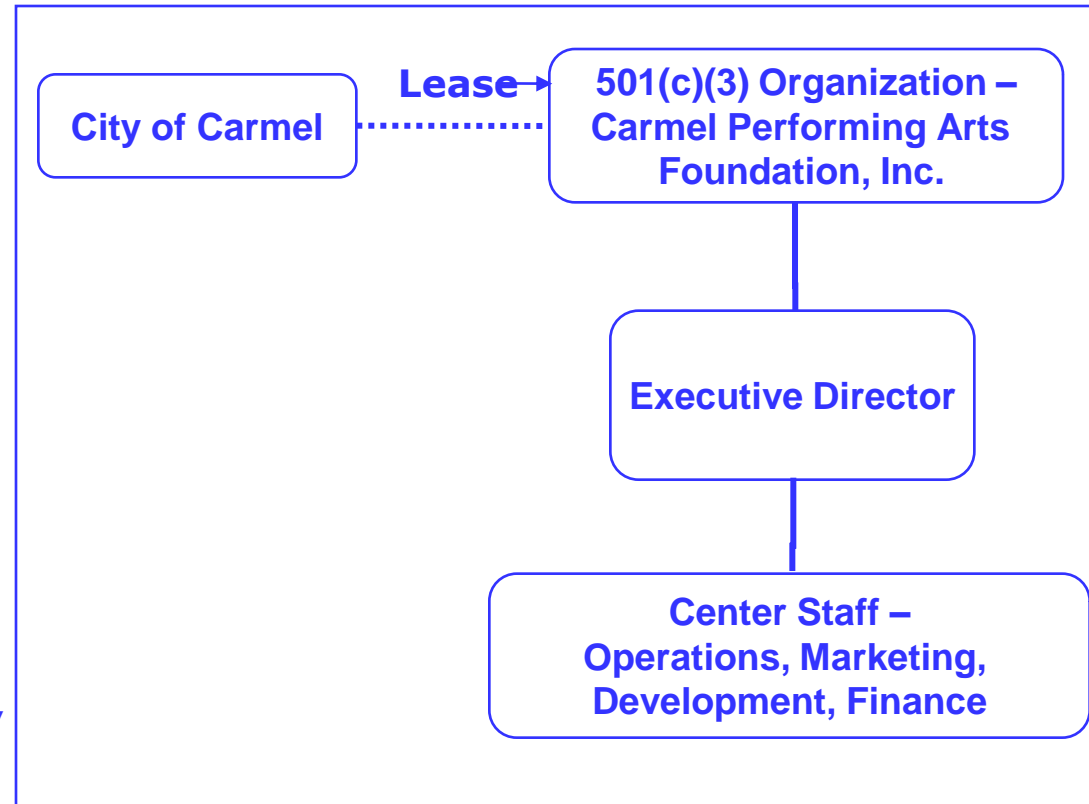 City of Carmel
Lease
501(c)(3) Organization –
Carmel Performing Arts
Foundation, Inc.
Executive Director
Center Staff –
Operations, Marketing,
Development, Finance